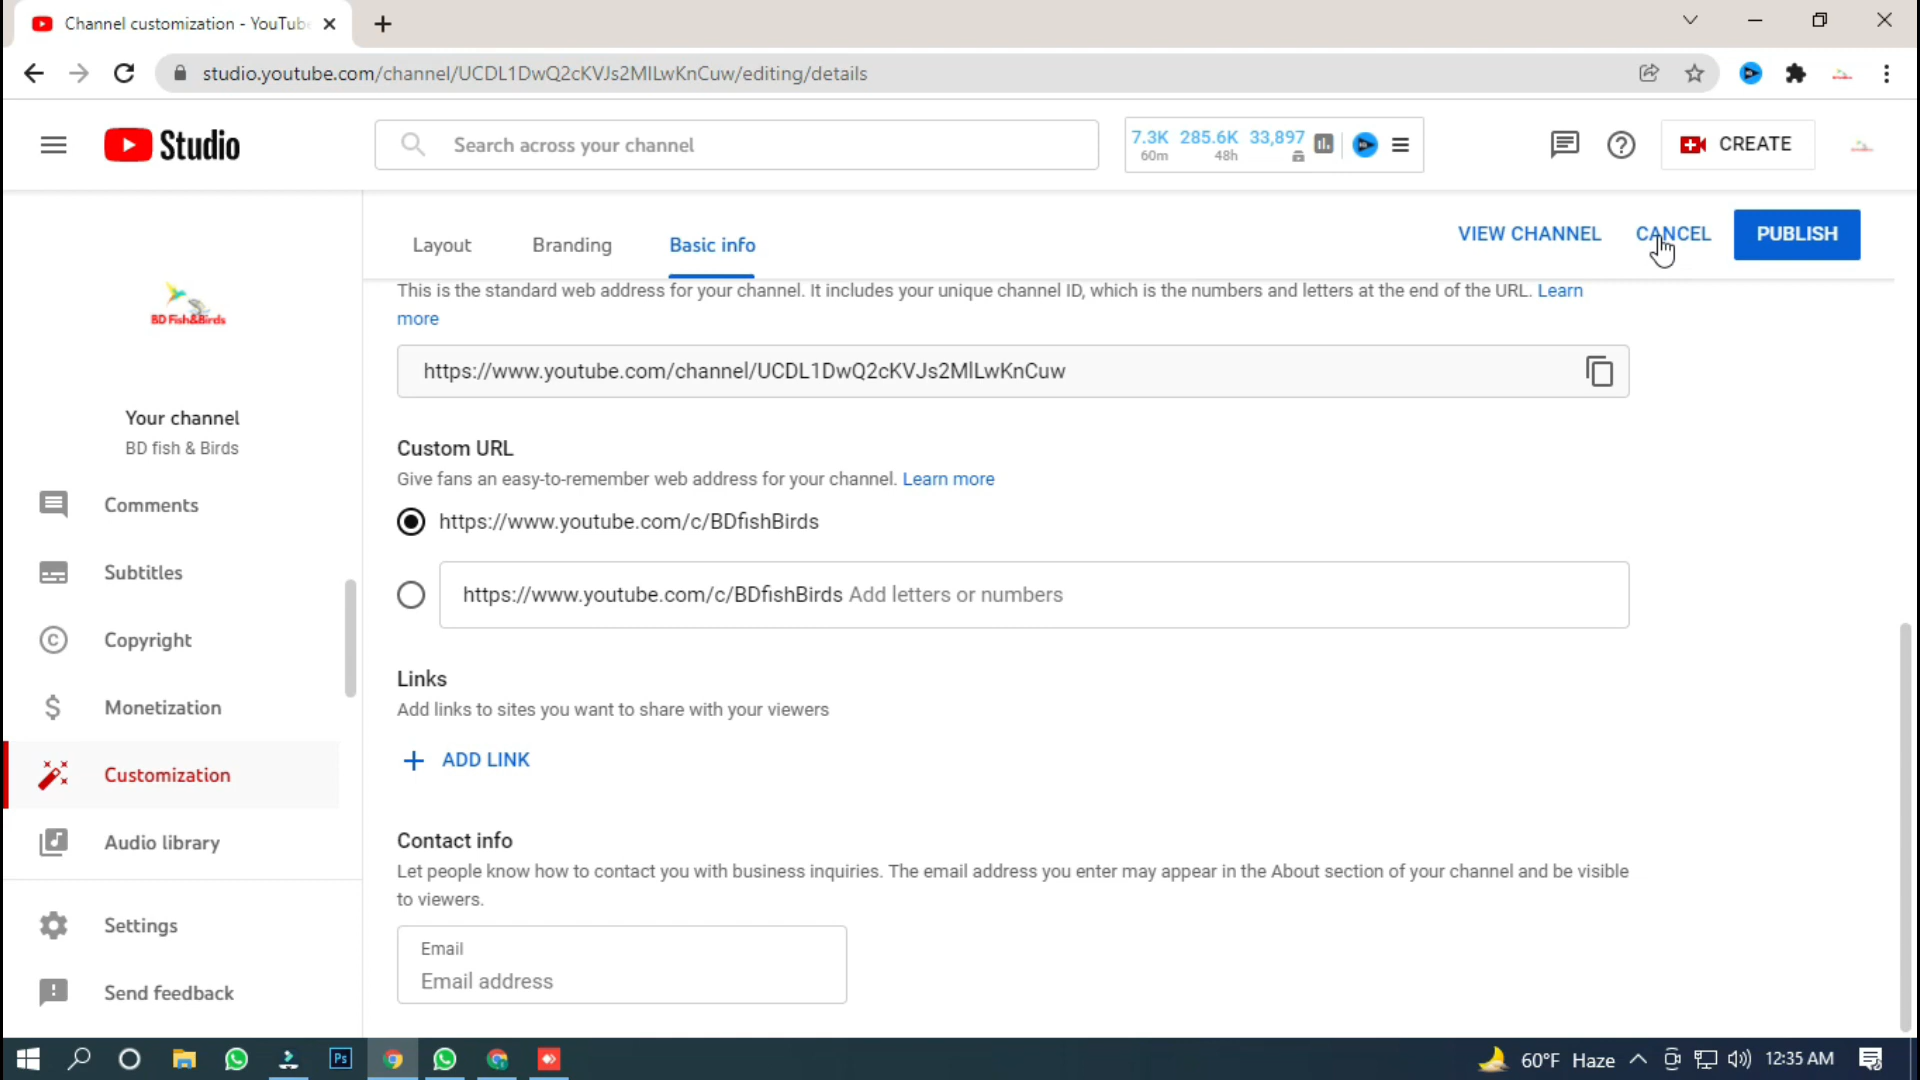 Channel customization - YouTube
studio.youtube.com/channel/UCDL1DwQ2cKVJs2MlLwKnCuw/editing/details
Studio
Search across your channel
7.3K 285.6K 33,897
60m 48h
CREATE
Layout Branding Basic info
VIEW CHANNEL CANCEL PUBLISH
BD Fish&Birds
Your channel
BD fish & Birds
Comments
Subtitles
Copyright
Monetization
Customization
Audio library
Settings
Send feedback
This is the standard web address for your channel. It includes your unique channel ID, which is the numbers and letters at the end of the URL. Learn
more
https://www.youtube.com/channel/UCDL1DwQ2cKVJs2MlLwKnCuw
Custom URL
Give fans an easy-to-remember web address for your channel. Learn more
https://www.youtube.com/c/BDfishBirds
https://www.youtube.com/c/BDfishBirds Add letters or numbers
Links
Add links to sites you want to share with your viewers
ADD LINK
Contact info
Let people know how to contact you with business inquiries. The email address you enter may appear in the About section of your channel and be visible
to viewers.
Email
Email address
Ps
60°F Haze
12:35 AM